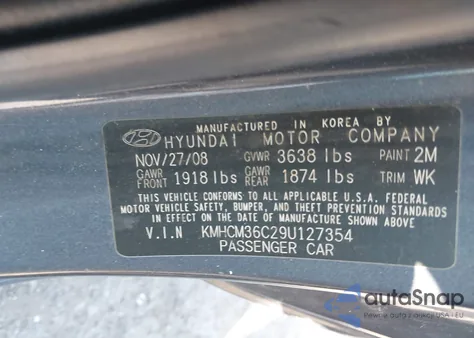 MANUFACTURED IN KOREA BY
HYUNDAI MOTOR COMPANY
NOV/27/08 GVWR 3638 lbs PAINT 2M
GAWR FRONT 1918 lbs GAWR REAR 1874 lbs TRIM WK
THIS VEHICLE CONFORMS TO ALL APPLICABLE U.S.A. FEDERAL
MOTOR VEHICLE SAFETY, BUMPER, AND THEFT PREVENTION STANDARDS
IN EFFECT ON THE DATE OF MANUFACTURE SHOWN ABOVE
V.I.N KMHCM36C29U127354
PASSENGER CAR
autoSnap